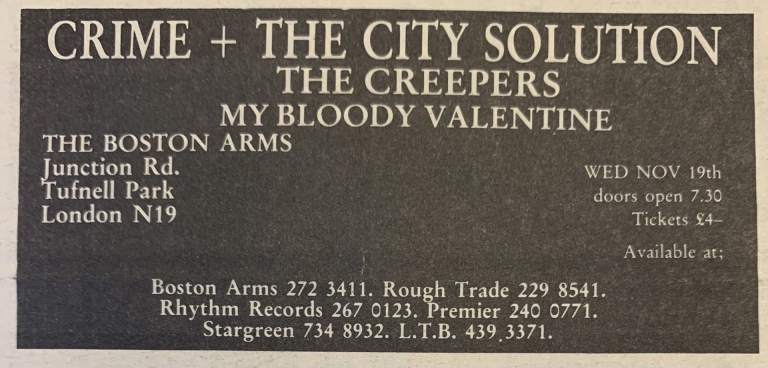 CRIME + THE CITY SOLUTION
THE CREEPERS
MY BLOODY VALENTINE
THE BOSTON ARMS
Junction Rd.
Tufnell Park
London N19
WED NOV 19th
doors open 7.30
Tickets £4–
Available at;
Boston Arms 272 3411. Rough Trade 229 8541.
Rhythm Records 267 0123. Premier 240 0771.
Stargreen 734 8932. L.T.B. 439 3371.